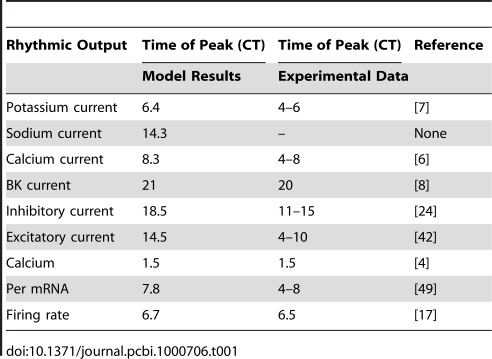 Rhythmic Output Time of Peak (CT) Time of Peak (CT) Reference
Model Results Experimental Data
Potassium current 6.4 4–6 [7]
Sodium current 14.3 – None
Calcium current 8.3 4–8 [6]
BK current 21 20 [8]
Inhibitory current 18.5 11–15 [24]
Excitatory current 14.5 4–10 [42]
Calcium 1.5 1.5 [4]
Per mRNA 7.8 4–8 [49]
Firing rate 6.7 6.5 [17]
doi:10.1371/journal.pcbi.1000706.t001